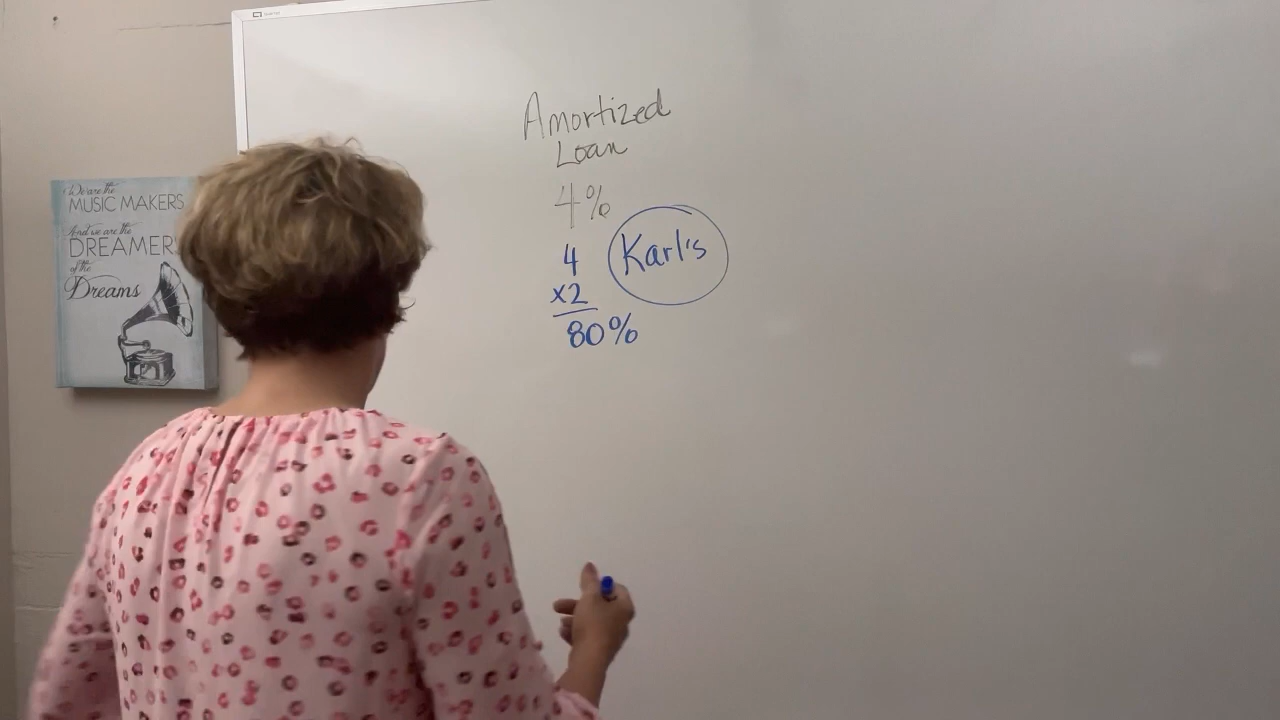 Amortized
Loan
4%
4
x2
80%
Karl's
We are the
MUSIC MAKERS
And we are the
DREAMERS
of the
Dreams